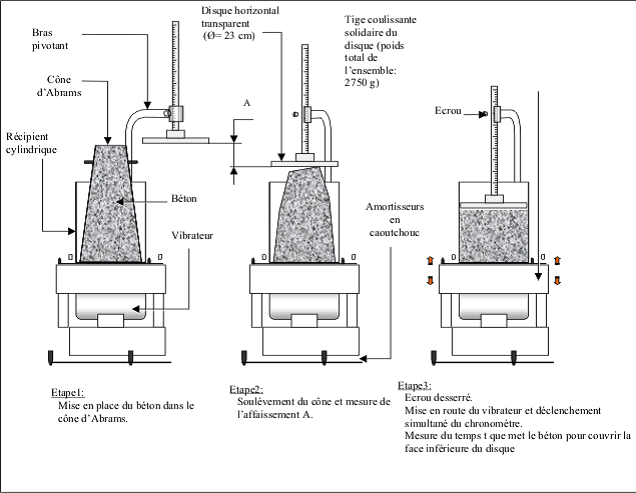 Disque horizontal
transparent
(Ø= 23 cm)
Tige coulissante
solidaire du
disque (poids
total de
l'ensemble:
2750 g)
Bras
pivotant
Cône
d'Abrams
A
Ecrou
Récipient
cylindrique
Béton
Vibrateur
Amortisseurs
en
caoutchouc
Etape1:
Mise en place du béton dans le
cône d'Abrams.
Etape2:
Soulèvement du cône et mesure de
l'affaissement A.
Etape3:
Ecrou desserré.
Mise en route du vibrateur et déclenchement
simultané du chronomètre.
Mesure du temps t que met le béton pour couvrir la
face inférieure du disque